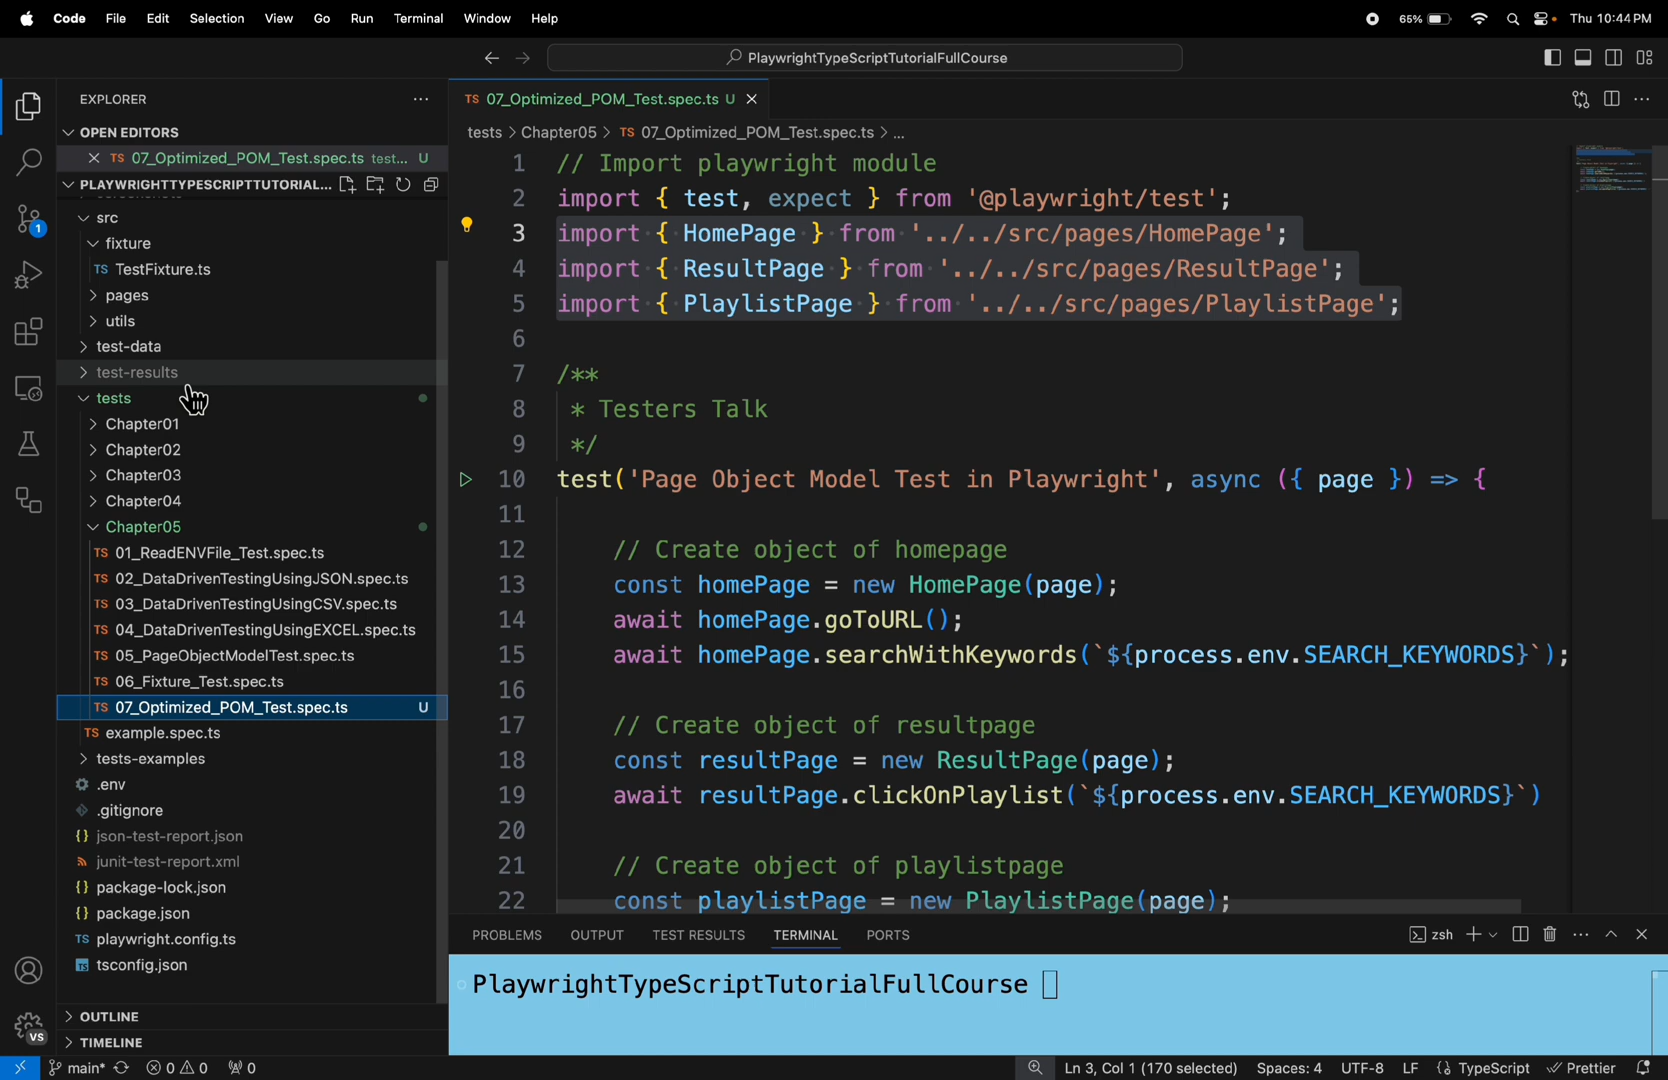 Code File Edit Selection View Go Run Terminal Window Help 65% Thu 10:44 PM
PlaywrightTypeScriptTutorialFullCourse
EXPLORER
OPEN EDITORS
TS 07_Optimized_POM_Test.spec.ts test... U
PLAYWRIGHTTYPESCRIPTTUTORIAL...
src
fixture
TS TestFixture.ts
pages
utils
test-data
test-results
tests
Chapter01
Chapter02
Chapter03
Chapter04
Chapter05
TS 01_ReadENVFile_Test.spec.ts
TS 02_DataDrivenTestingUsingJSON.spec.ts
TS 03_DataDrivenTestingUsingCSV.spec.ts
TS 04_DataDrivenTestingUsingEXCEL.spec.ts
TS 05_PageObjectModelTest.spec.ts
TS 06_Fixture_Test.spec.ts
TS 07_Optimized_POM_Test.spec.ts U
TS example.spec.ts
tests-examples
.env
.gitignore
{} json-test-report.json
junit-test-report.xml
{} package-lock.json
{} package.json
TS playwright.config.ts
TS tsconfig.json
OUTLINE
TIMELINE
1
VS
TS 07_Optimized_POM_Test.spec.ts U
tests > Chapter05 > TS 07_Optimized_POM_Test.spec.ts > ...
1 // Import playwright module
2 import { test, expect } from '@playwright/test';
3 import { HomePage } from '../../src/pages/HomePage';
4 import { ResultPage } from '../../src/pages/ResultPage';
5 import { PlaylistPage } from '../../src/pages/PlaylistPage';
6
7 /**
8 * Testers Talk
9 */
10 test('Page Object Model Test in Playwright', async ({ page }) => {
11
12 // Create object of homepage
13 const homePage = new HomePage(page);
14 await homePage.goToURL();
15 await homePage.searchWithKeywords(`${process.env.SEARCH_KEYWORDS}`);
16
17 // Create object of resultpage
18 const resultPage = new ResultPage(page);
19 await resultPage.clickOnPlaylist(`${process.env.SEARCH_KEYWORDS}`)
20
21 // Create object of playlistpage
22 const playlistPage = new PlaylistPage(page);
PROBLEMS OUTPUT TEST RESULTS TERMINAL PORTS zsh
PlaywrightTypeScriptTutorialFullCourse
main* 0 0 0 Ln 3, Col 1 (170 selected) Spaces: 4 UTF-8 LF {} TypeScript Prettier